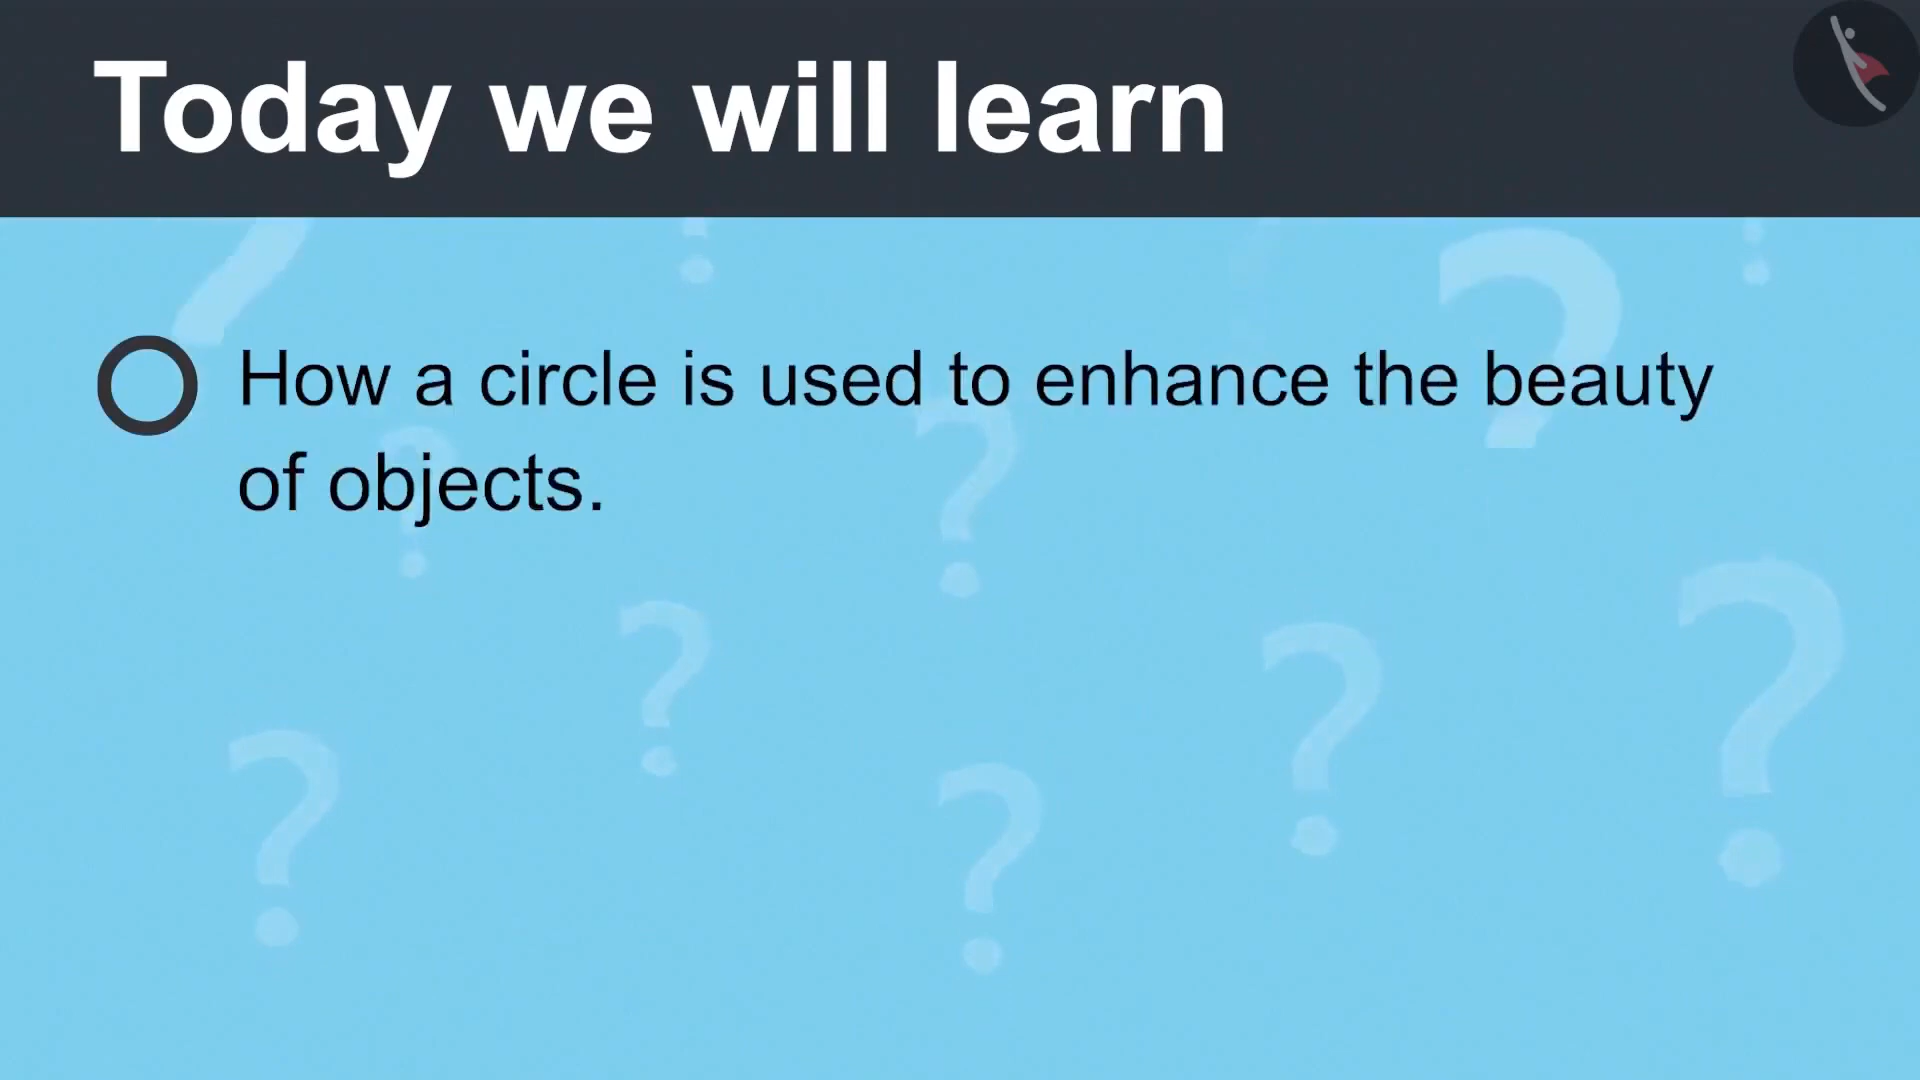 Today we will learn
How a circle is used to enhance the beauty
of objects.